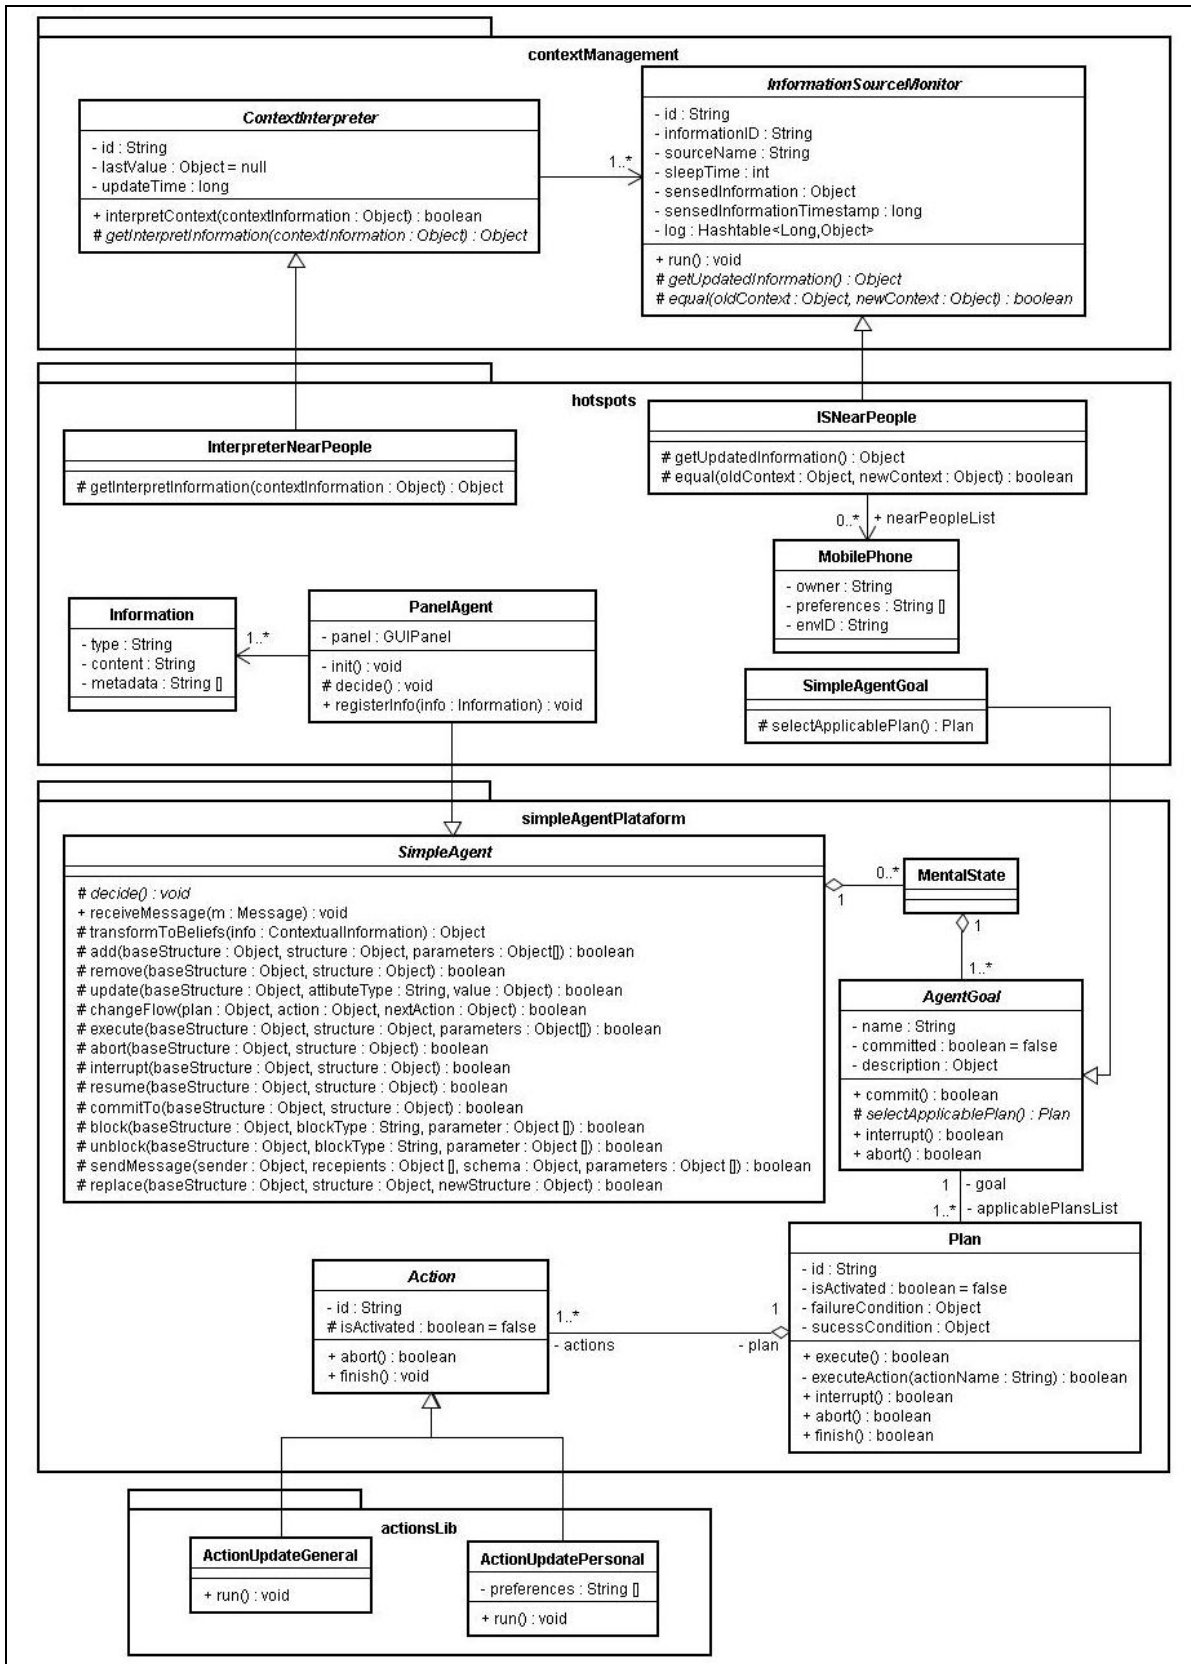 contextManagement
ContextInterpreter
- id : String
- lastValue : Object = null
- updateTime : long
+ interpretContext(contextInformation : Object) : boolean
# getInterpretInformation(contextInformation : Object) : Object
1..*
InformationSourceMonitor
- id : String
- informationID : String
- sourceName : String
- sleepTime : int
- sensedInformation : Object
- sensedInformationTimestamp : long
- log : Hashtable<Long,Object>
+ run() : void
# getUpdatedInformation() : Object
# equal(oldContext : Object, newContext : Object) : boolean
hotspots
InterpreterNearPeople
# getInterpretInformation(contextInformation : Object) : Object
ISNearPeople
# getUpdatedInformation() : Object
# equal(oldContext : Object, newContext : Object) : boolean
0..* + nearPeopleList
MobilePhone
- owner : String
- preferences : String []
- envID : String
Information
- type : String
- content : String
- metadata : String []
1..*
PanelAgent
- panel : GUIPanel
- init() : void
# decide() : void
+ registerInfo(info : Information) : void
SimpleAgentGoal
# selectApplicablePlan() : Plan
simpleAgentPlataform
SimpleAgent
# decide() : void
+ receiveMessage(m : Message) : void
# transformToBeliefs(info : ContextualInformation) : Object
# add(baseStructure : Object, structure : Object, parameters : Object[]) : boolean
# remove(baseStructure : Object, structure : Object) : boolean
# update(baseStructure : Object, attibuteType : String, value : Object) : boolean
# changeFlow(plan : Object, action : Object, nextAction : Object) : boolean
# execute(baseStructure : Object, structure : Object, parameters : Object[]) : boolean
# abort(baseStructure : Object, structure : Object) : boolean
# interrupt(baseStructure : Object, structure : Object) : boolean
# resume(baseStructure : Object, structure : Object) : boolean
# commitTo(baseStructure : Object, structure : Object) : boolean
# block(baseStructure : Object, blockType : String, parameter : Object []) : boolean
# unblock(baseStructure : Object, blockType : String, parameter : Object []) : boolean
# sendMessage(sender : Object, recepients : Object [], schema : Object, parameters : Object []) : boolean
# replace(baseStructure : Object, structure : Object, newStructure : Object) : boolean
0..*
1
MentalState
1
1..*
AgentGoal
- name : String
- committed : boolean = false
- description : Object
+ commit() : boolean
# selectApplicablePlan() : Plan
+ interrupt() : boolean
+ abort() : boolean
1 - goal
1..* - applicablePlansList
Plan
- id : String
- isActivated : boolean = false
- failureCondition : Object
- sucessCondition : Object
+ execute() : boolean
- executeAction(actionName : String) : boolean
+ interrupt() : boolean
+ abort() : boolean
+ finish() : boolean
1
- plan
1..*
- actions
Action
- id : String
# isActivated : boolean = false
+ abort() : boolean
+ finish() : void
actionsLib
ActionUpdateGeneral
+ run() : void
ActionUpdatePersonal
- preferences : String []
+ run() : void